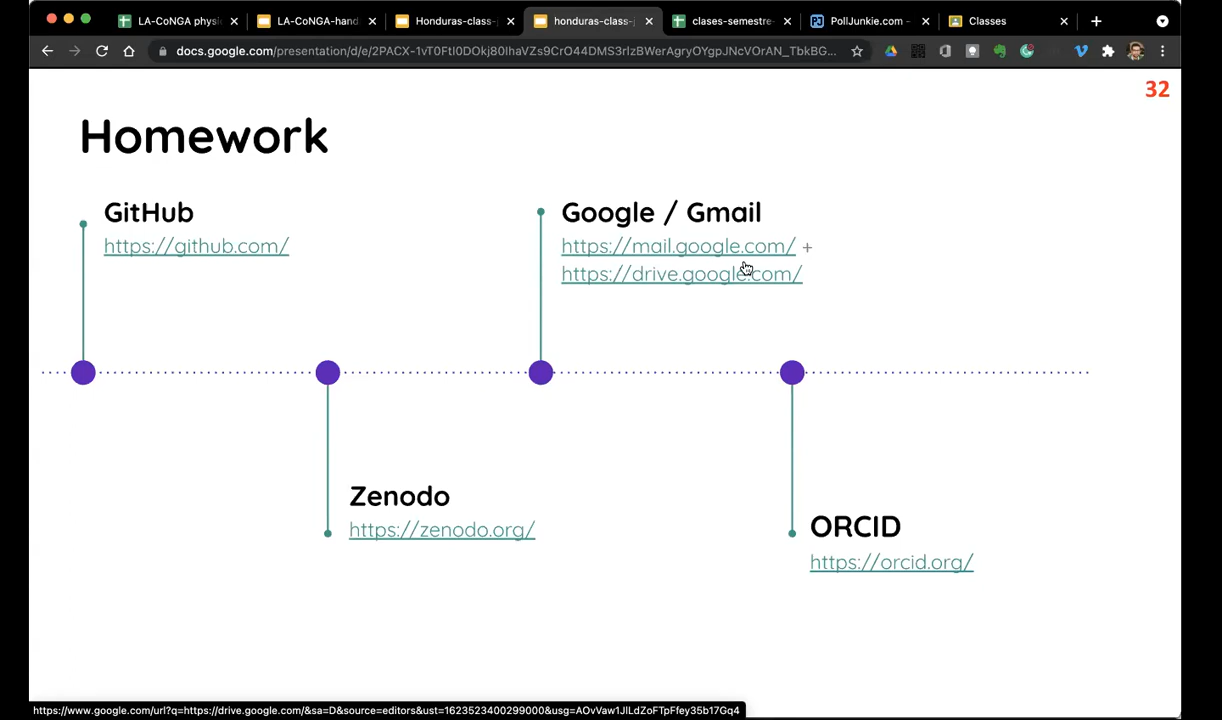 LA-CoNGA physi
LA-CoNGA-hand
Honduras-class-
honduras-class-
clases-semestre-
PollJunkie.com -
Classes
docs.google.com/presentation/d/e/2PACX-1vT0FtI0DOkj80IhaVZs9CrO44DMS3rIzBWerAgryOYgpJNcVOrAN_TbkBG...
32
Homework
GitHub
https://github.com/
Google / Gmail
https://mail.google.com/ +
https://drive.google.com/
Zenodo
https://zenodo.org/
ORCID
https://orcid.org/
https://www.google.com/url?q=https://drive.google.com/&sa=D&source=editors&ust=1623523400299000&usg=AOvVaw1JlLdZoFTpFfey35b17Gq4